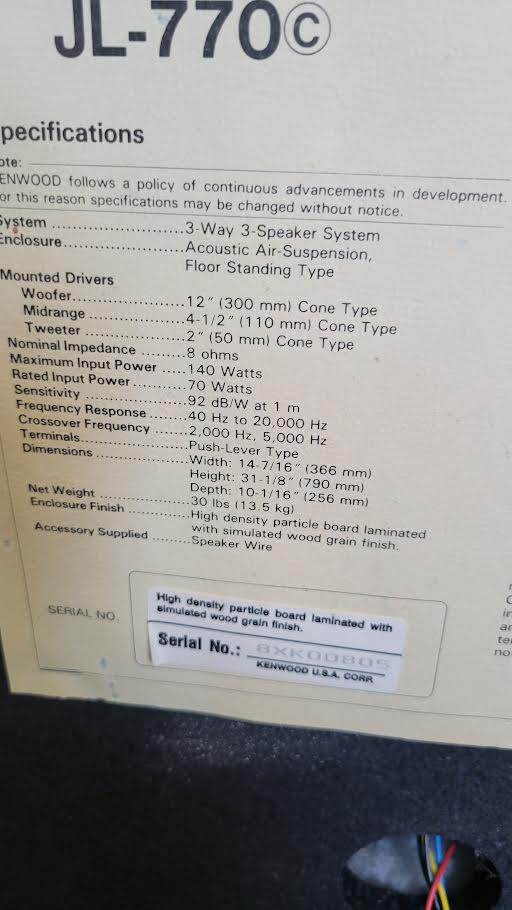 JL-770©
pecifications
ote:
ENWOOD follows a policy of continuous advancements in development.
or this reason specifications may be changed without notice.
System ..........................3-Way 3-Speaker System
Enclosure........................Acoustic Air-Suspension,
Floor Standing Type
Mounted Drivers
Woofer.......................12" (300 mm) Cone Type
Midrange ....................4-1/2" (110 mm) Cone Type
Tweeter ....................2" (50 mm) Cone Type
Nominal Impedance .........8 ohms
Maximum Input Power .....140 Watts
Rated Input Power...........70 Watts
Sensitivity ....................92 dB/W at 1 m
Frequency Response .......40 Hz to 20,000 Hz
Crossover Frequency ......2,000 Hz, 5,000 Hz
Terminals......................Push-Lever Type
Dimensions ...................Width: 14-7/16" (366 mm)
Height: 31-1/8" (790 mm)
Depth: 10-1/16" (256 mm)
Net Weight ...................30 lbs (13.5 kg)
Enclosure Finish .............High density particle board laminated
with simulated wood grain finish.
Accessory Supplied .........Speaker Wire
SERIAL NO.
High density particle board laminated with
simulated wood grain finish.
Serial No.: 8XK00805
KENWOOD U.S.A. CORP.